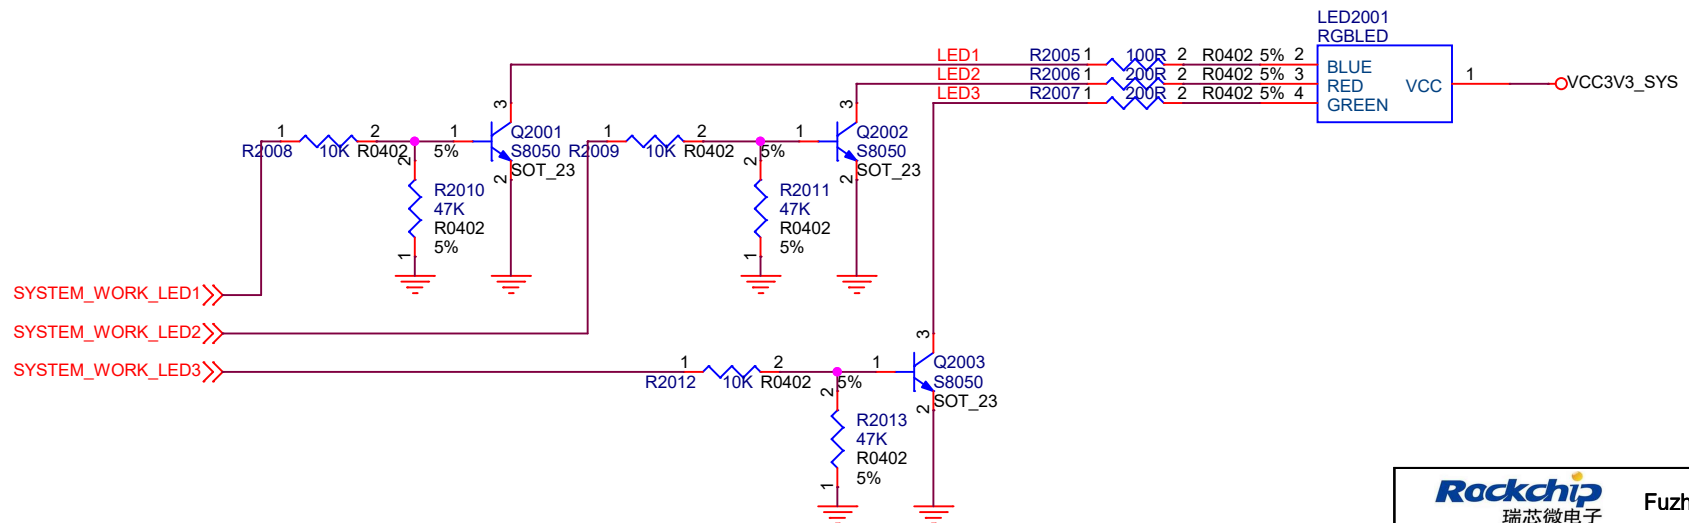 LED2001
RGBLED
LED1 R2005 1 100R 2 R0402 5% 2 BLUE
LED2 R2006 1 200R 2 R0402 5% 3 RED VCC 1 VCC3V3_SYS
LED3 R2007 1 200R 2 R0402 5% 4 GREEN
3
3
1 2 1 Q2001 1 2 1 Q2002
R2008 10K R0402 5% S8050 R2009 10K R0402 5% S8050
2 2 SOT_23 2 2 SOT_23
R2010 R2011
47K 47K
R0402 R0402
5% 5%
1 1
SYSTEM_WORK_LED1
SYSTEM_WORK_LED2
3
SYSTEM_WORK_LED3 1 2 1 Q2003
R2012 10K R0402 5% S8050
2 2 SOT_23
R2013
47K
R0402
5%
1
Rockchip Fuzh
瑞芯微电子